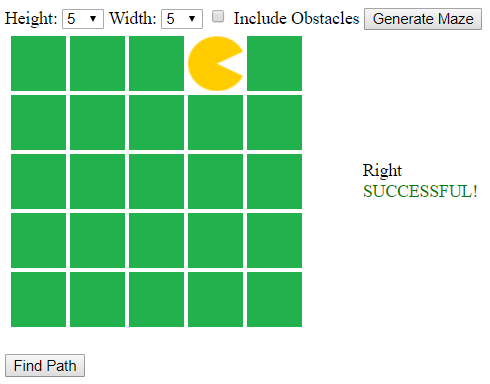 Height: 5 Width: 5 Include Obstacles Generate Maze
Right
SUCCESSFUL!
Find Path